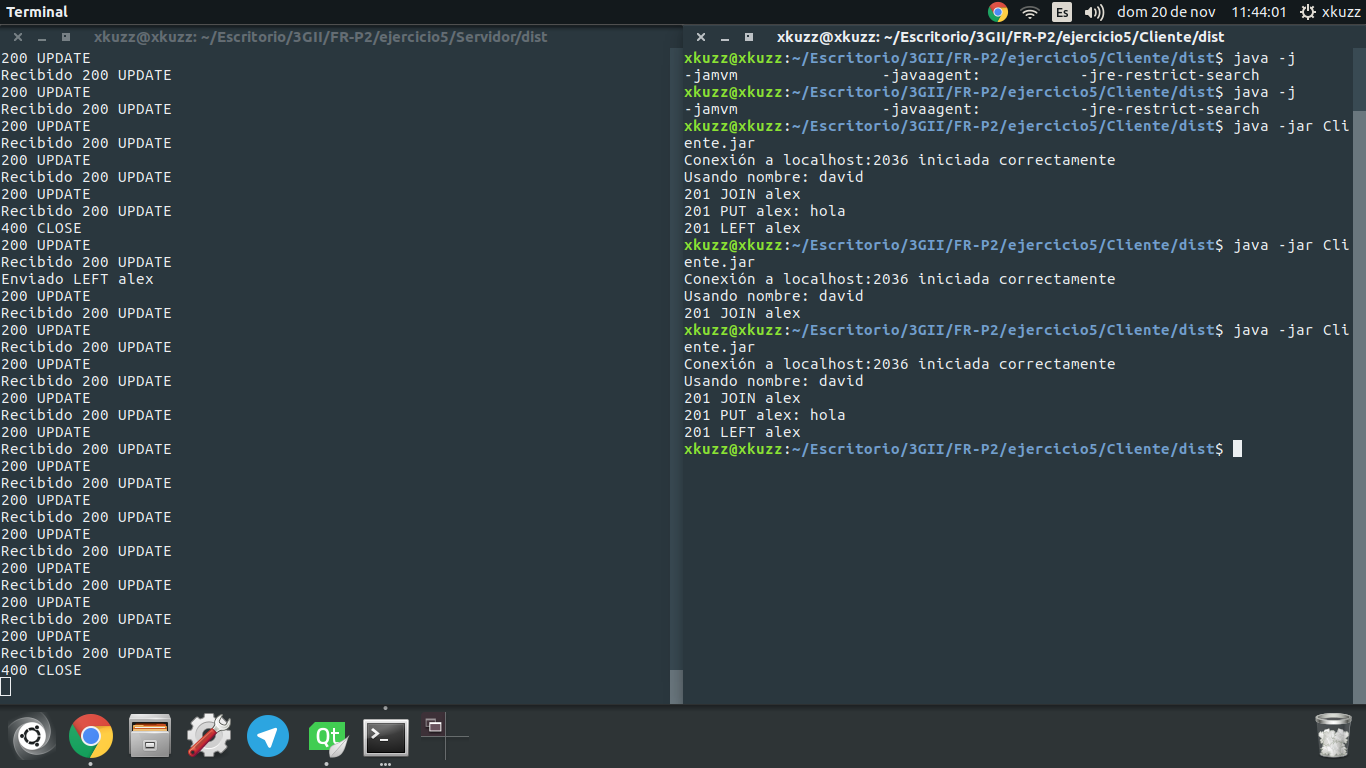 Terminal
Es
dom 20 de nov
11:44:01
xkuzz
xkuzz@xkuzz: ~/Escritorio/3GII/FR-P2/ejercicio5/Servidor/dist
200 UPDATE
Recibido 200 UPDATE
200 UPDATE
Recibido 200 UPDATE
200 UPDATE
Recibido 200 UPDATE
200 UPDATE
Recibido 200 UPDATE
200 UPDATE
Recibido 200 UPDATE
400 CLOSE
200 UPDATE
Recibido 200 UPDATE
Enviado LEFT alex
200 UPDATE
Recibido 200 UPDATE
200 UPDATE
Recibido 200 UPDATE
200 UPDATE
Recibido 200 UPDATE
200 UPDATE
Recibido 200 UPDATE
200 UPDATE
Recibido 200 UPDATE
200 UPDATE
Recibido 200 UPDATE
200 UPDATE
Recibido 200 UPDATE
200 UPDATE
Recibido 200 UPDATE
200 UPDATE
Recibido 200 UPDATE
200 UPDATE
Recibido 200 UPDATE
200 UPDATE
Recibido 200 UPDATE
400 CLOSE
xkuzz@xkuzz: ~/Escritorio/3GII/FR-P2/ejercicio5/Cliente/dist
xkuzz@xkuzz:~/Escritorio/3GII/FR-P2/ejercicio5/Cliente/dist$ java -j
-jamvm                -javaagent:           -jre-restrict-search
xkuzz@xkuzz:~/Escritorio/3GII/FR-P2/ejercicio5/Cliente/dist$ java -j
-jamvm                -javaagent:           -jre-restrict-search
xkuzz@xkuzz:~/Escritorio/3GII/FR-P2/ejercicio5/Cliente/dist$ java -jar Cli
ente.jar
Conexión a localhost:2036 iniciada correctamente
Usando nombre: david
201 JOIN alex
201 PUT alex: hola
201 LEFT alex
xkuzz@xkuzz:~/Escritorio/3GII/FR-P2/ejercicio5/Cliente/dist$ java -jar Cli
ente.jar
Conexión a localhost:2036 iniciada correctamente
Usando nombre: david
201 JOIN alex
xkuzz@xkuzz:~/Escritorio/3GII/FR-P2/ejercicio5/Cliente/dist$ java -jar Cli
ente.jar
Conexión a localhost:2036 iniciada correctamente
Usando nombre: david
201 JOIN alex
201 PUT alex: hola
201 LEFT alex
xkuzz@xkuzz:~/Escritorio/3GII/FR-P2/ejercicio5/Cliente/dist$
Qt